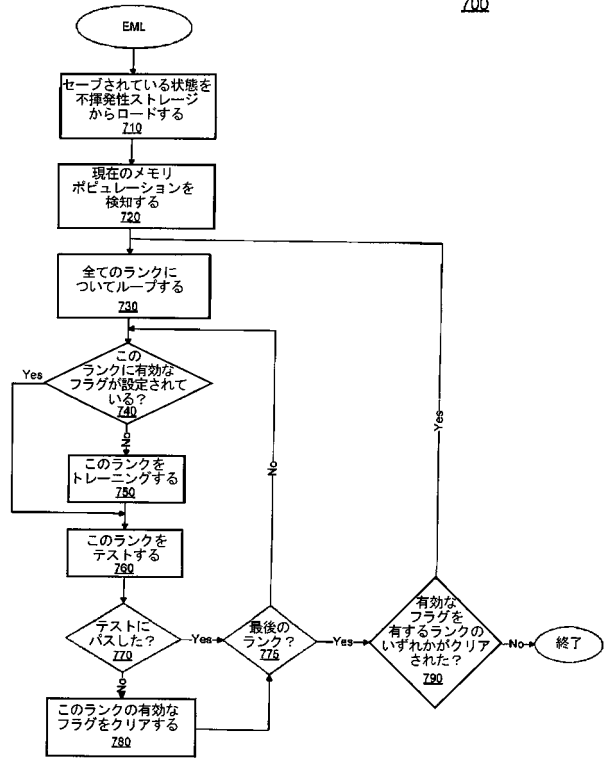 700
EML
セーブされている状態を
不揮発性ストレージ
からロードする
710
現在のメモリ
ポピュレーションを
検知する
720
全てのランクに
ついてループする
730
この
ランクに有効な
フラグが設定されて
いる?
740
Yes
No
このランクを
トレーニングする
750
このランクを
テストする
760
テストに
パスした?
770
Yes
No
このランクの有効な
フラグをクリアする
780
最後の
ランク?
775
No
Yes
有効な
フラグを
有するランクの
いずれかがクリア
された?
790
Yes
No
終了